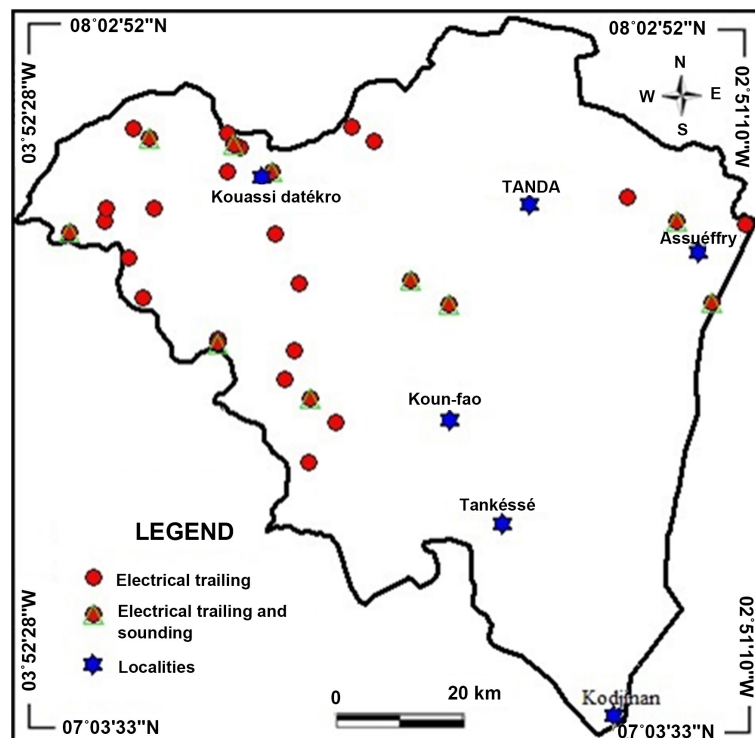 08°02'52"N
08°02'52"N
03°52'28"W
02°51'10"W
N
W
E
S
Kouassi datékro
TANDA
Assuéffry
Koun-fao
Tankéssé
LEGEND
Electrical trailing
Electrical trailing and
sounding
Localities
03°52'28"W
02°51'10"W
0
20 km
Kodjinan
07°03'33"N
07°03'33"N